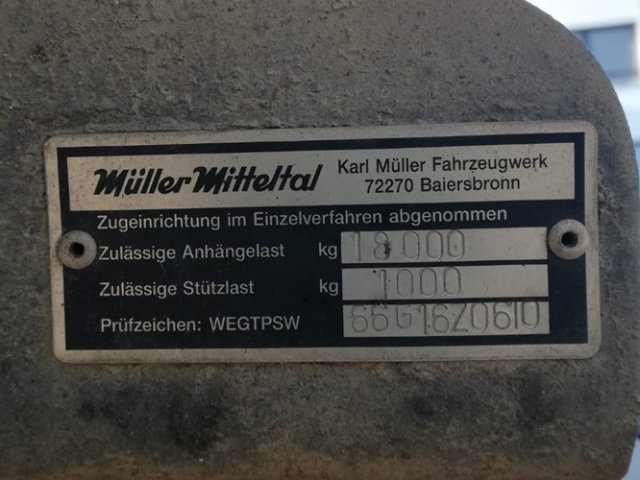 Müller Mitteltal Karl Müller Fahrzeugwerk
72270 Baiersbronn
Zugeinrichtung im Einzelverfahren abgenommen
Zulässige Anhängelast kg 18000
Zulässige Stützlast kg 1000
Prüfzeichen: WEGTPSW 66G16Z0610